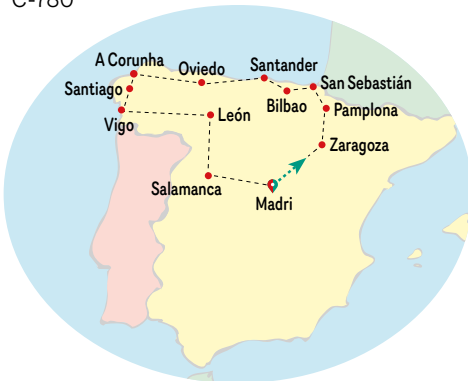 C-780
A Corunha
Oviedo
Santander
Santiago
San Sebastián
Bilbao
León
Pamplona
Vigo
Zaragoza
Salamanca
Madri